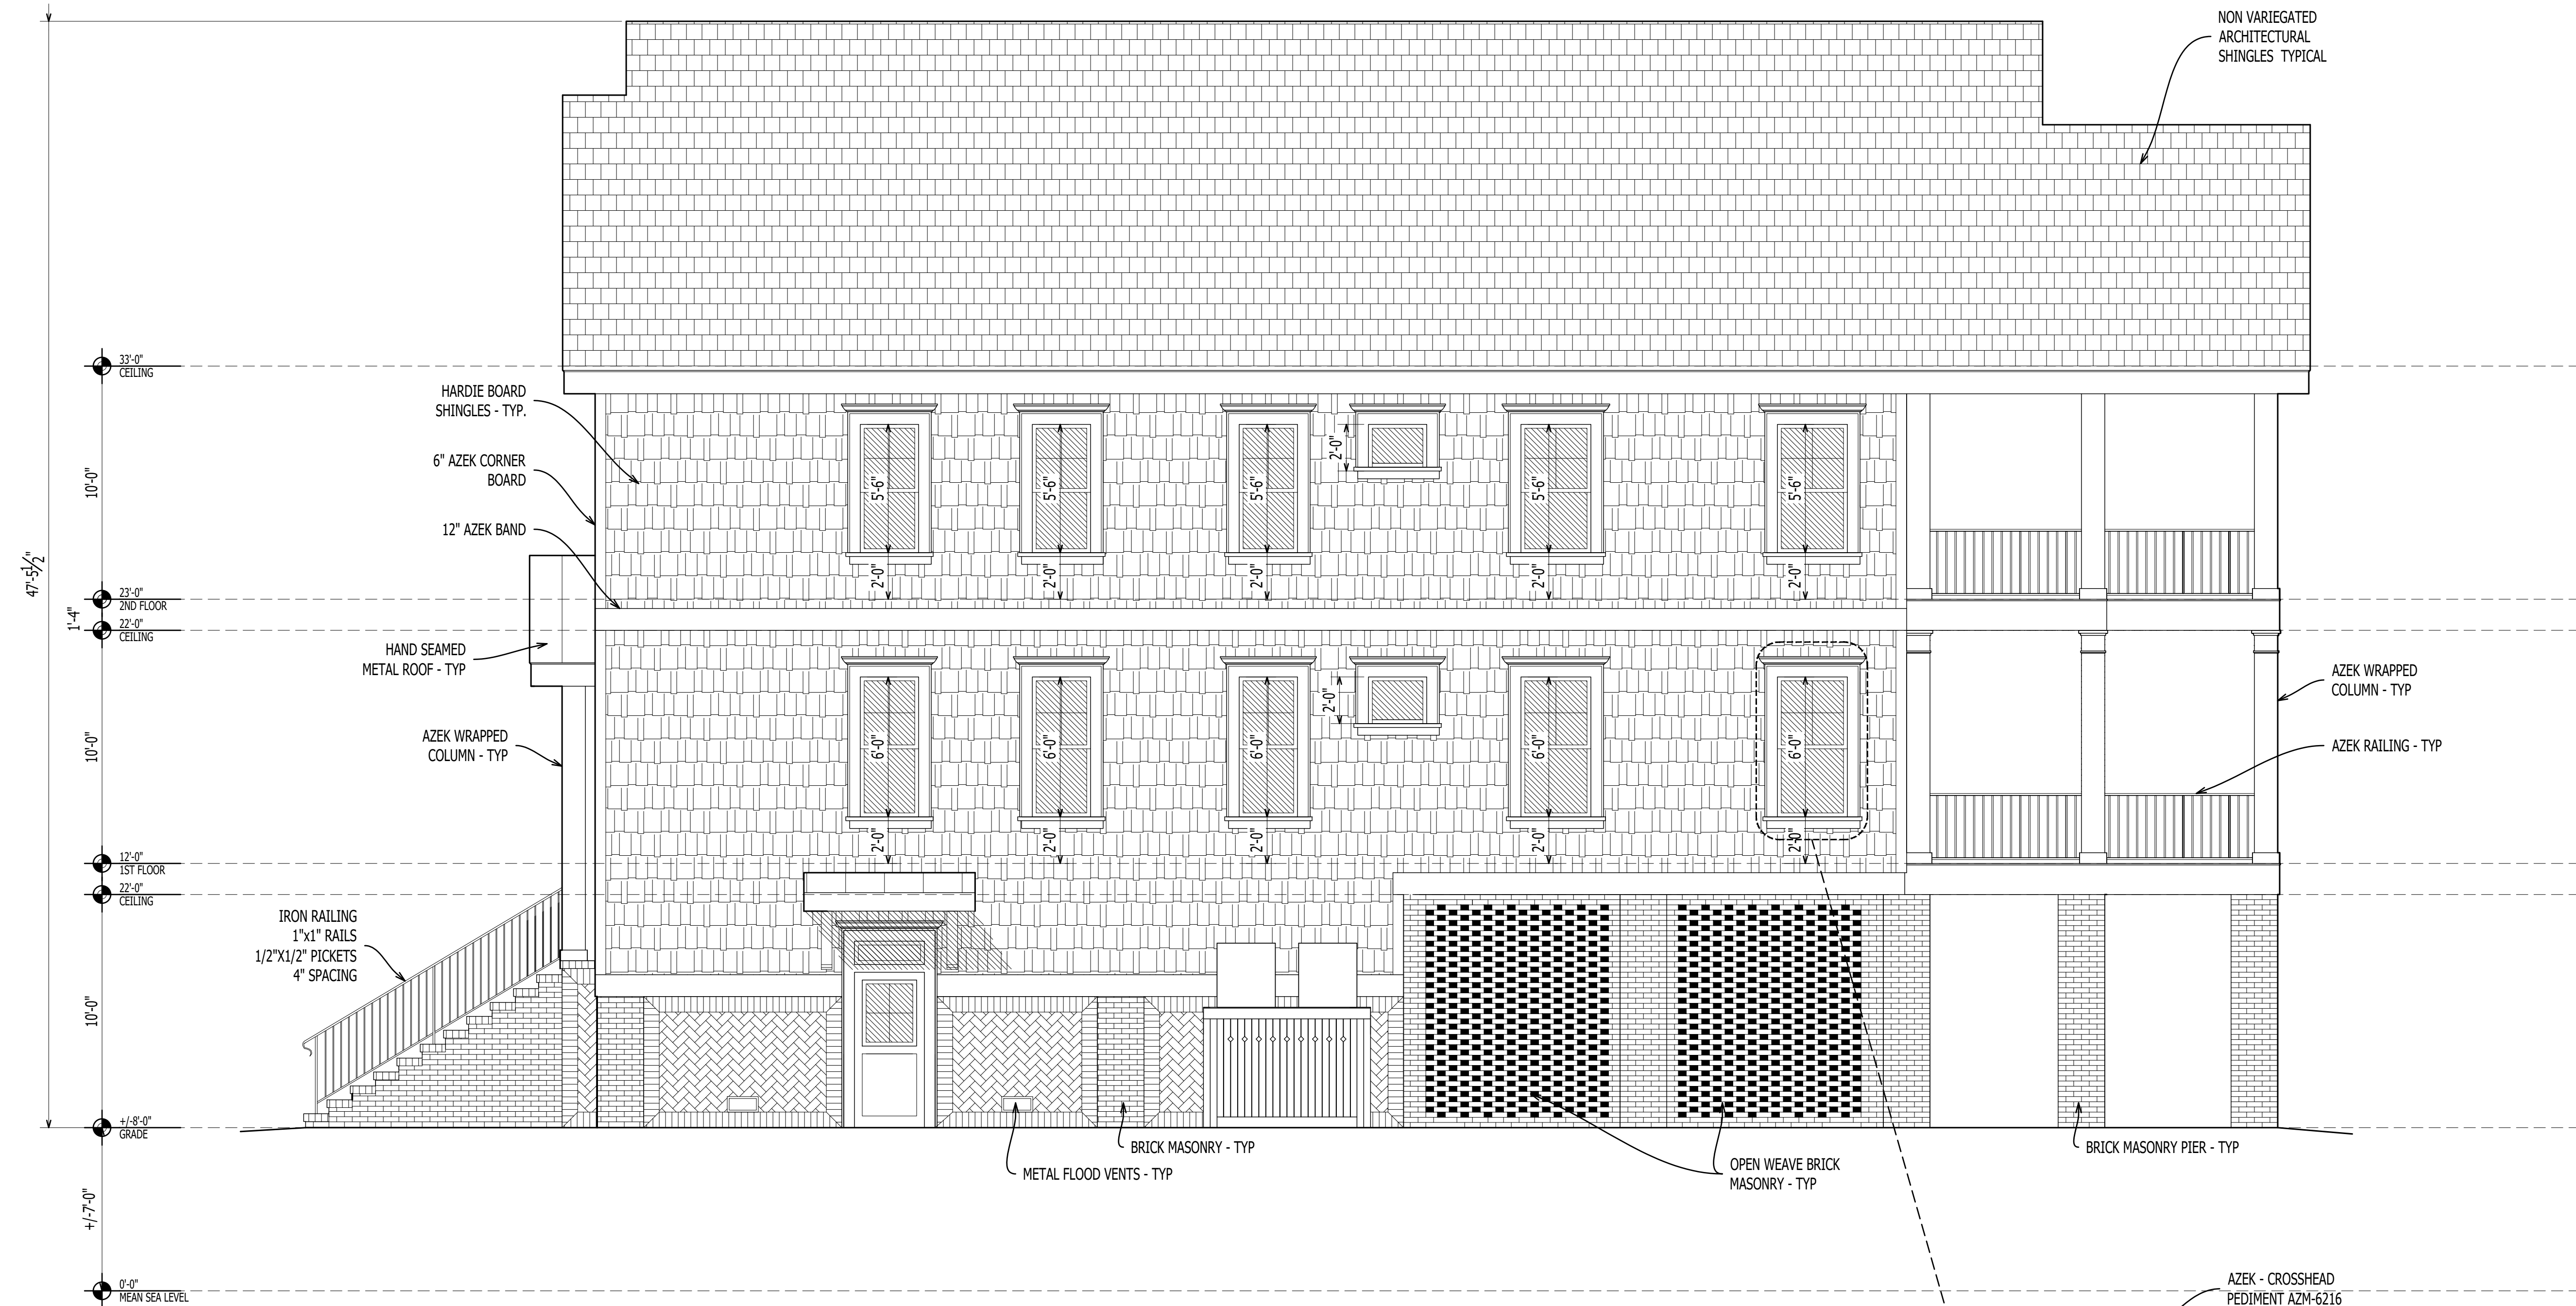 NON VARIEGATED
ARCHITECTURAL
SHINGLES TYPICAL
33'-0"
CEILING
HARDIE BOARD
SHINGLES - TYP.
6" AZEK CORNER
BOARD
12" AZEK BAND
10'-0"
47'-5 1/2"
23'-0"
2ND FLOOR
1'-4"
22'-0"
CEILING
HAND SEAMED
METAL ROOF - TYP
AZEK WRAPPED
COLUMN - TYP
10'-0"
12'-0"
1ST FLOOR
22'-0"
CEILING
IRON RAILING
1"x1" RAILS
1/2"X1/2" PICKETS
4" SPACING
10'-0"
+/-8'-0"
GRADE
+/-7'-0"
0'-0"
MEAN SEA LEVEL
5'-6"
5'-6"
5'-6"
2'-0"
5'-6"
5'-6"
2'-0"
2'-0"
2'-0"
2'-0"
2'-0"
6'-0"
6'-0"
6'-0"
2'-0"
6'-0"
6'-0"
2'-0"
2'-0"
2'-0"
2'-0"
2'-0"
AZEK WRAPPED
COLUMN - TYP
AZEK RAILING - TYP
BRICK MASONRY - TYP
METAL FLOOD VENTS - TYP
OPEN WEAVE BRICK
MASONRY - TYP
BRICK MASONRY PIER - TYP
AZEK - CROSSHEAD
PEDIMENT AZM-6216